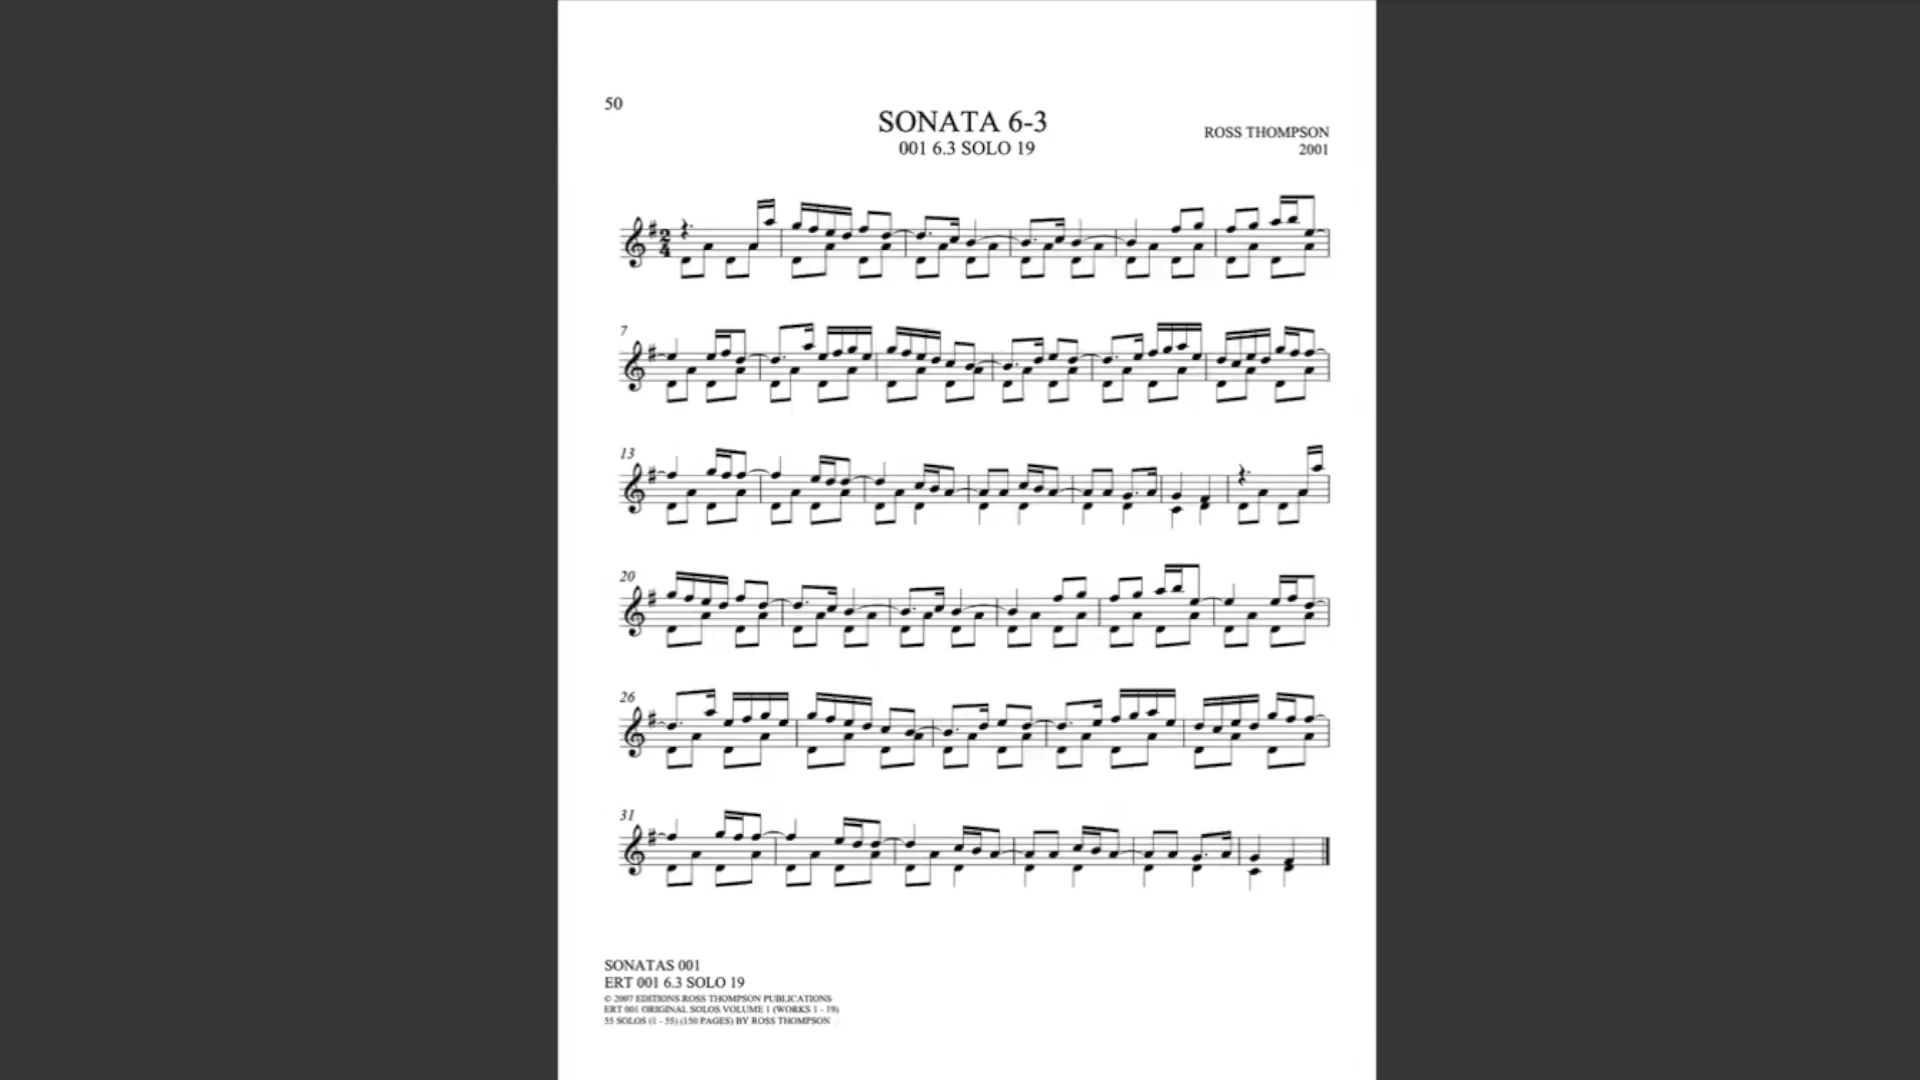 50
SONATA 6-3
001 6.3 SOLO 19
ROSS THOMPSON
2001
2
4
7
13
20
26
31
SONATAS 001
ERT 001 6.3 SOLO 19
© 2007 EDITIONS ROSS THOMPSON PUBLICATIONS
ERT 001 ORIGINAL SOLOS VOLUME 1 (WORKS 1 - 19)
55 SOLOS (1 - 55) (150 PAGES) BY ROSS THOMPSON